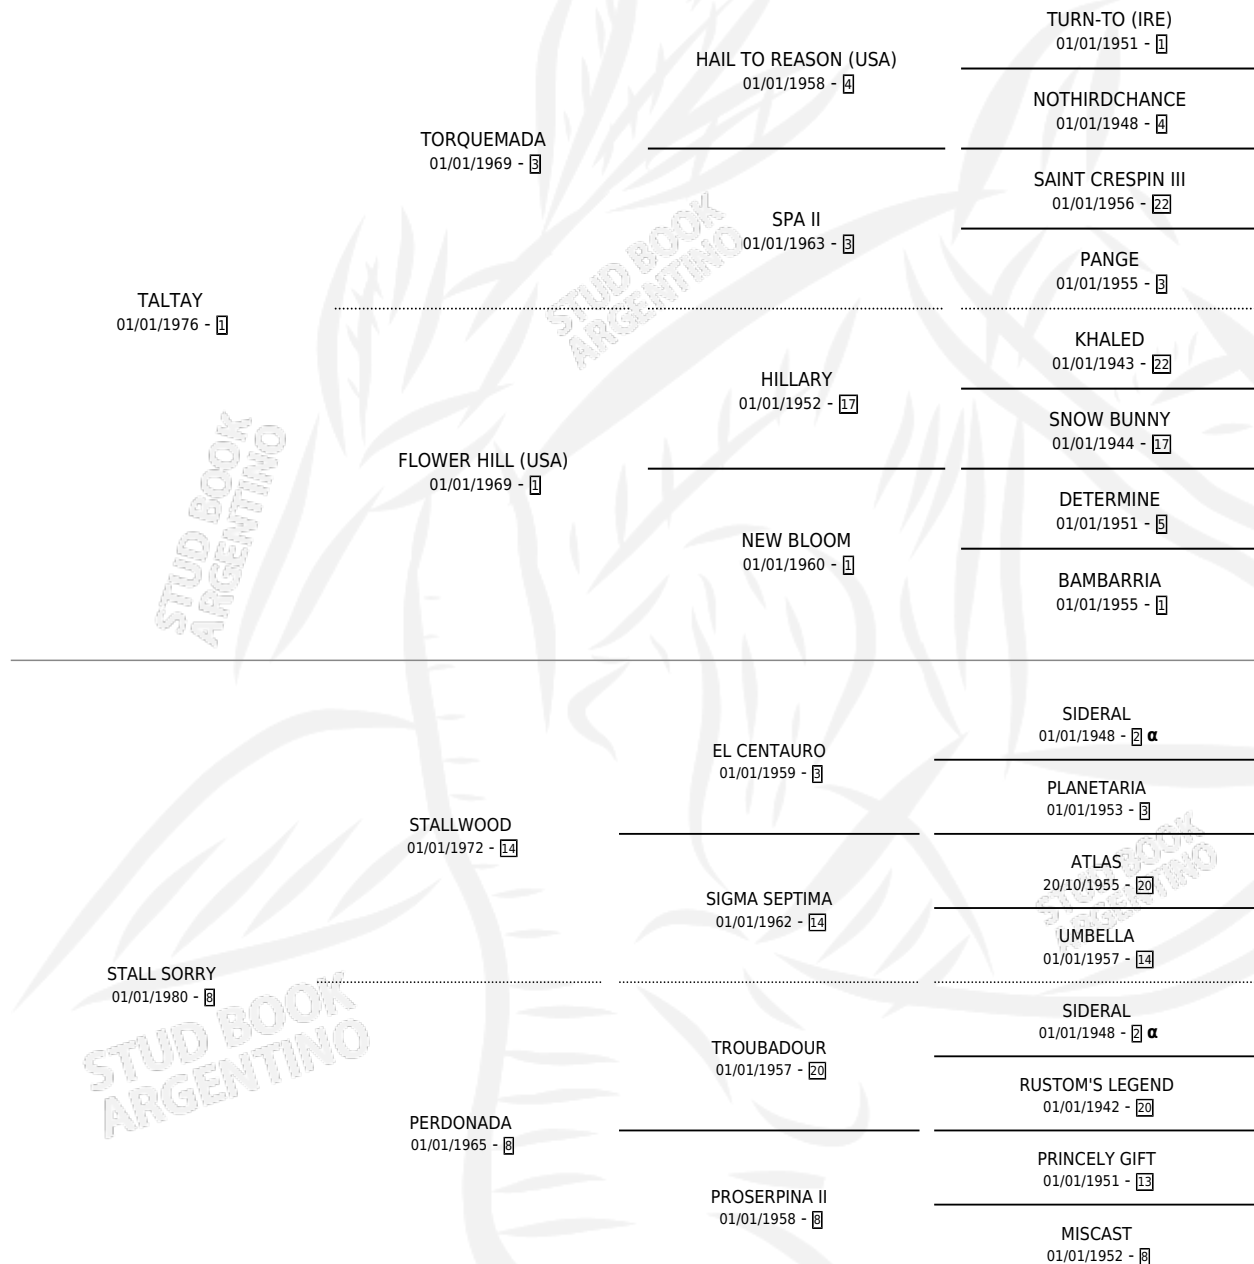 TURN-TO (IRE)
01/01/1951 - 1
HAIL TO REASON (USA)
01/01/1958 - 4
NOTHIRDCHANCE
01/01/1948 - 4
TORQUEMADA
01/01/1969 - 3
SAINT CRESPIN III
01/01/1956 - 22
SPA II
01/01/1963 - 3
PANGE
01/01/1955 - 3
TALTAY
01/01/1976 - 1
KHALED
01/01/1943 - 22
HILLARY
01/01/1952 - 17
SNOW BUNNY
01/01/1944 - 17
FLOWER HILL (USA)
01/01/1969 - 1
DETERMINE
01/01/1951 - 5
NEW BLOOM
01/01/1960 - 1
BAMBARRIA
01/01/1955 - 1
STUD BOOK
ARGENTINO
STUD BOOK
ARGENTINO
SIDERAL
01/01/1948 - 2 α
EL CENTAURO
01/01/1959 - 3
PLANETARIA
01/01/1953 - 3
STALLWOOD
01/01/1972 - 14
ATLAS
20/10/1955 - 20
SIGMA SEPTIMA
01/01/1962 - 14
UMBELLA
01/01/1957 - 14
STALL SORRY
01/01/1980 - 8
SIDERAL
01/01/1948 - 2 α
TROUBADOUR
01/01/1957 - 20
RUSTOM'S LEGEND
01/01/1942 - 20
PERDONADA
01/01/1965 - 8
PRINCELY GIFT
01/01/1951 - 13
PROSERPINA II
01/01/1958 - 8
MISCAST
01/01/1952 - 8
STUD BOOK
ARGENTINO
STUD BOOK
ARGENTINO